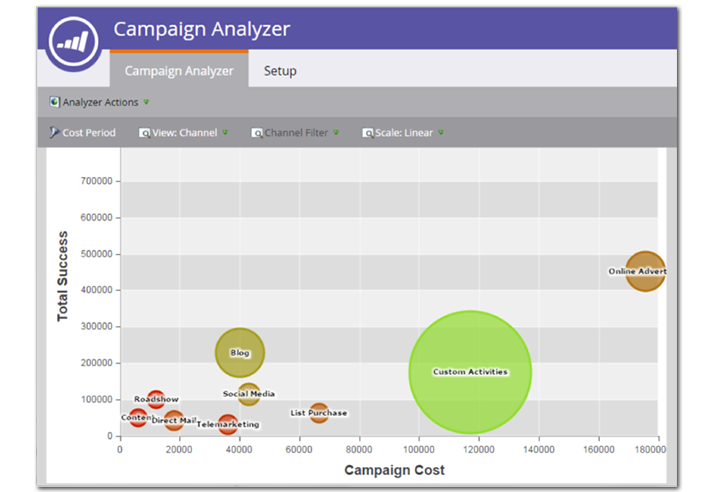 Campaign Analyzer
Campaign Analyzer Setup
Analyzer Actions
Cost Period View: Channel Channel Filter Scale: Linear
Total Success
700000
600000
500000
400000
300000
200000
100000
0
Online Advert
Blog
Custom Activities
Social Media
Roadshow
List Purchase
Content
Direct Mail
Telemarketing
0 20000 40000 60000 80000 100000 120000 140000 160000 180000
Campaign Cost